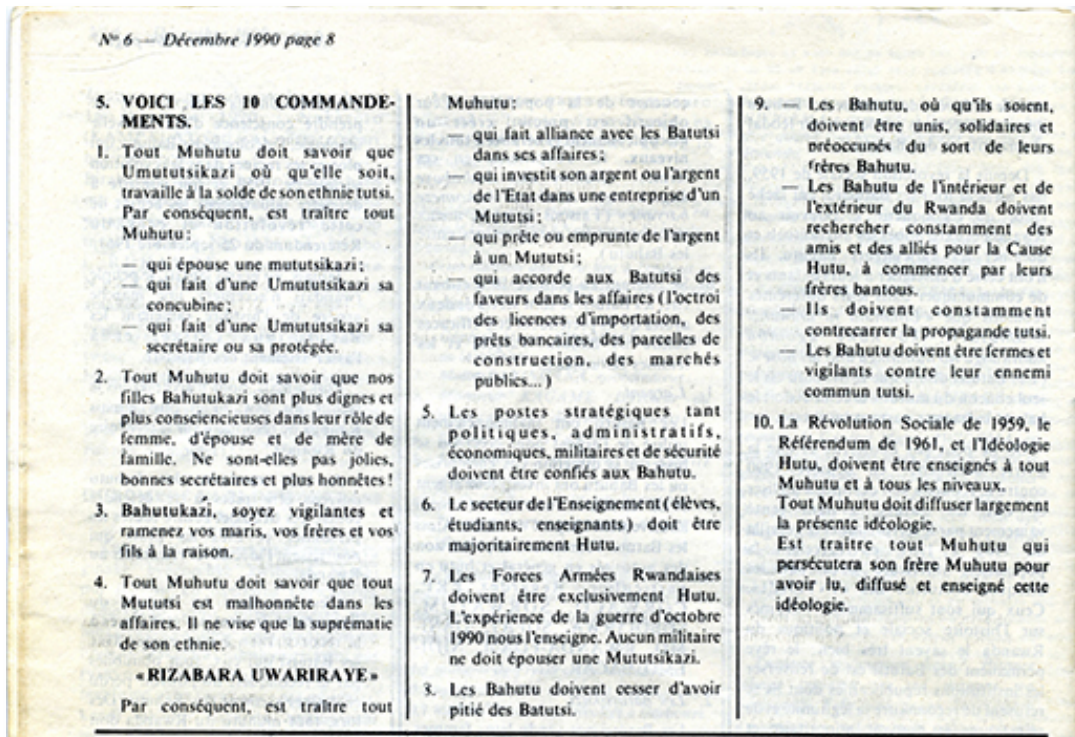 Nº 6 — Décembre 1990 page 8
5. VOICI LES 10 COMMANDE-
MENTS.
1. Tout Muhutu doit savoir que
Umututsikazi où qu'elle soit,
travaille à la solde de son ethnie tutsi.
Par conséquent, est traître tout
Muhutu:
— qui épouse une mututsikazi;
— qui fait d'une Umututsikazi sa
concubine;
— qui fait d'une Umututsikazi sa
secrétaire ou sa protégée.
2. Tout Muhutu doit savoir que nos
filles Bahutukazi sont plus dignes et
plus consciencieuses dans leur rôle de
femme, d'épouse et de mère de
famille. Ne sont-elles pas jolies,
bonnes secrétaires et plus honnêtes!
3. Bahutukazi, soyez vigilantes et
ramenez vos maris, vos frères et vos
fils à la raison.
4. Tout Muhutu doit savoir que tout
Mututsi est malhonnête dans les
affaires. Il ne vise que la suprématie
de son ethnie.
«RIZABARA UWARIRAYE»
Par conséquent, est traître tout
Muhutu:
— qui fait alliance avec les Batutsi
dans ses affaires;
— qui investit son argent ou l'argent
de l'Etat dans une entreprise d'un
Mututsi;
— qui prête ou emprunte de l'argent
à un Mututsi;
— qui accorde aux Batutsi des
faveurs dans les affaires (l'octroi
des licences d'importation, des
prêts bancaires, des parcelles de
construction, des marchés
publics...)
5. Les postes stratégiques tant
politiques, administratifs,
économiques, militaires et de sécurité
doivent être confiés aux Bahutu.
6. Le secteur de l'Enseignement (élèves,
étudiants, enseignants) doit être
majoritairement Hutu.
7. Les Forces Armées Rwandaises
doivent être exclusivement Hutu.
L'expérience de la guerre d'octobre
1990 nous l'enseigne. Aucun militaire
ne doit épouser une Mututsikazi.
3. Les Bahutu doivent cesser d'avoir
pitié des Batutsi.
9. — Les Bahutu, où qu'ils soient,
doivent être unis, solidaires et
préoccupés du sort de leurs
frères Bahutu.
— Les Bahutu de l'intérieur et de
l'extérieur du Rwanda doivent
rechercher constamment des
amis et des alliés pour la Cause
Hutu, à commencer par leurs
frères bantous.
— Ils doivent constamment
contrecarrer la propagande tutsi.
— Les Bahutu doivent être fermes et
vigilants contre leur ennemi
commun tutsi.
10. La Révolution Sociale de 1959, le
Référendum de 1961, et l'Idéologie
Hutu, doivent être enseignés à tout
Muhutu et à tous les niveaux.
Tout Muhutu doit diffuser largement
la présente idéologie.
Est traître tout Muhutu qui
persécutera son frère Muhutu pour
avoir lu, diffusé et enseigné cette
idéologie.